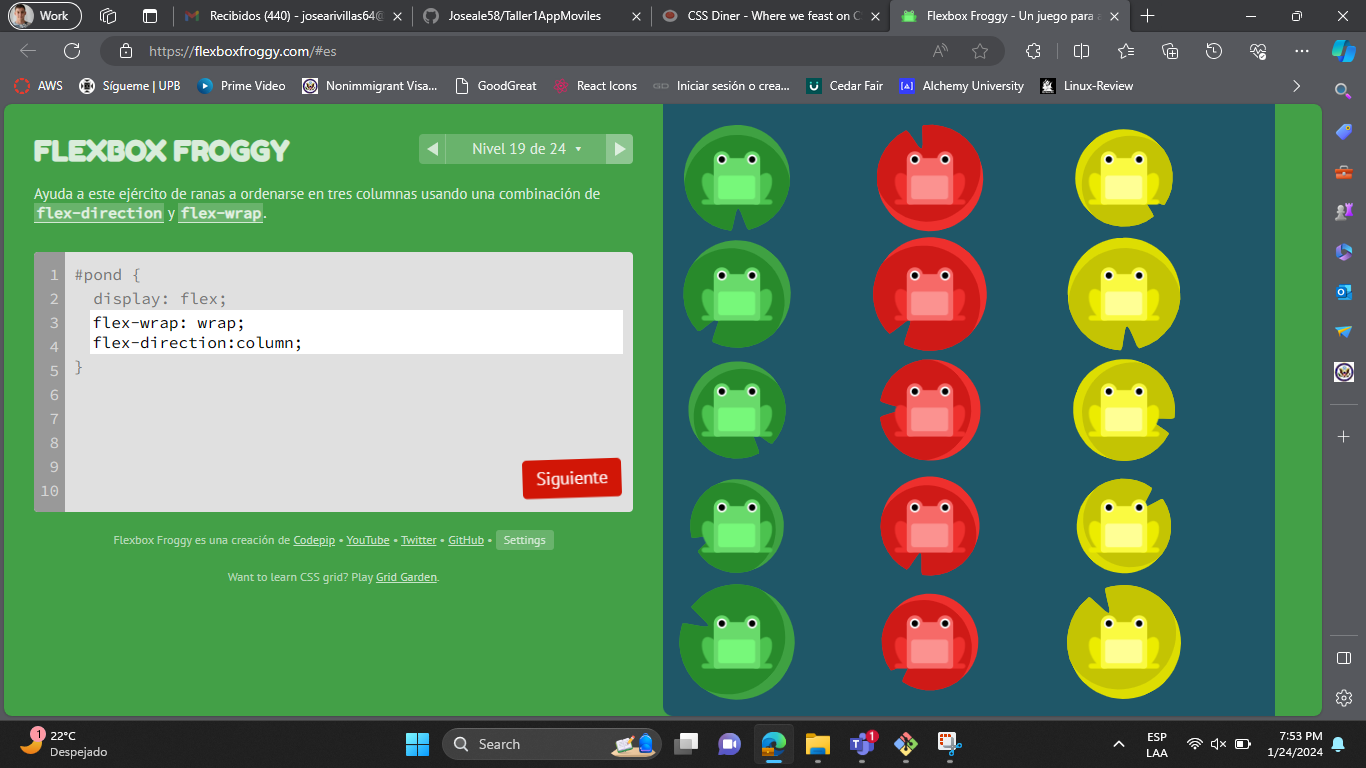 Work
Recibidos (440) - josearivillas64@
Joseale58/Taller1AppMoviles
CSS Diner - Where we feast on C
Flexbox Froggy - Un juego para a
https://flexboxfroggy.com/#es
AWS
Sígueme | UPB
Prime Video
Nonimmigrant Visa...
GoodGreat
React Icons
Iniciar sesión o crea...
Cedar Fair
Alchemy University
Linux-Review
FLEXBOX FROGGY
Nivel 19 de 24
Ayuda a este ejército de ranas a ordenarse en tres columnas usando una combinación de
flex-direction y flex-wrap.
1 #pond {
2 display: flex;
3 flex-wrap: wrap;
4 flex-direction:column;
5 }
6
7
8
9
10
Siguiente
Flexbox Froggy es una creación de Codepip • YouTube • Twitter • GitHub • Settings
Want to learn CSS grid? Play Grid Garden.
1
22°C
Despejado
Search
1
ESP
LAA
7:53 PM
1/24/2024